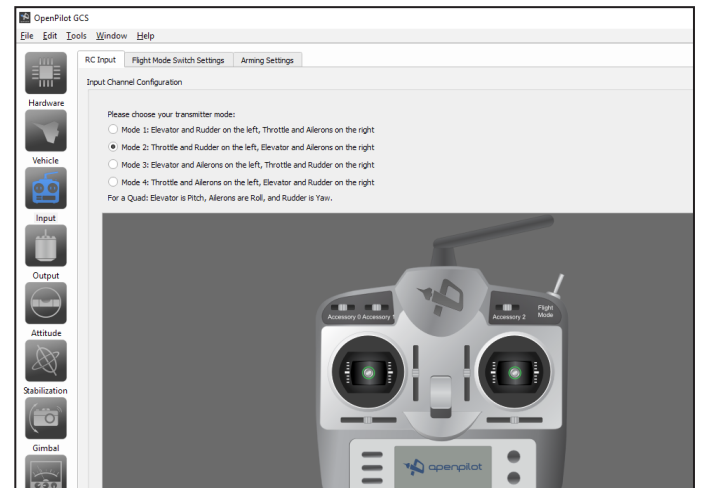 OpenPilot GCS
File Edit Tools Window Help
RC Input Flight Mode Switch Settings Arming Settings
Input Channel Configuration
Hardware
Please choose your transmitter mode:
Mode 1: Elevator and Rudder on the left, Throttle and Ailerons on the right
Mode 2: Throttle and Rudder on the left, Elevator and Ailerons on the right
Vehicle
Mode 3: Elevator and Ailerons on the left, Throttle and Rudder on the right
Mode 4: Throttle and Ailerons on the left, Elevator and Rudder on the right
For a Quad: Elevator is Pitch, Ailerons are Roll, and Rudder is Yaw.
Input
Output
Attitude
Stabilization
Gimbal
Accessory 0 Accessory 1
Accessory 2
Flight
Mode
openpilot